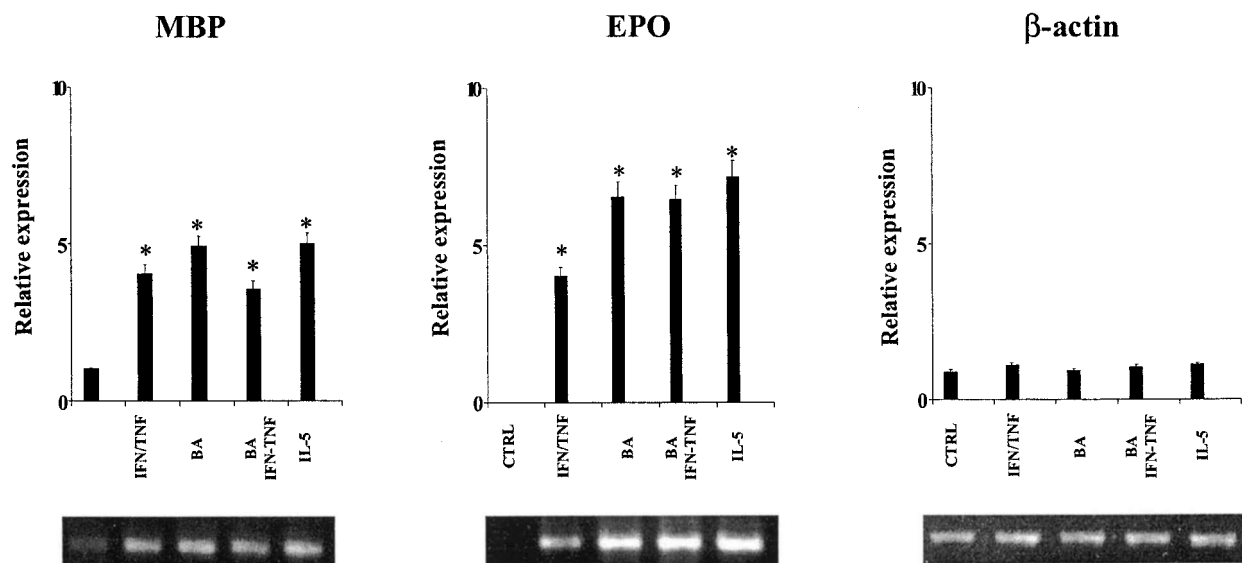 MBP
10
Relative expression
5
0
*
*
*
*
IFN/TNF
BA
BA
IFN-TNF
IL-5
EPO
10
Relative expression
5
0
*
*
*
*
CTRL
IFN/TNF
BA
BA
IFN-TNF
IL-5
β-actin
10
Relative expression
5
0
CTRL
IFN/TNF
BA
BA
IFN-TNF
IL-5